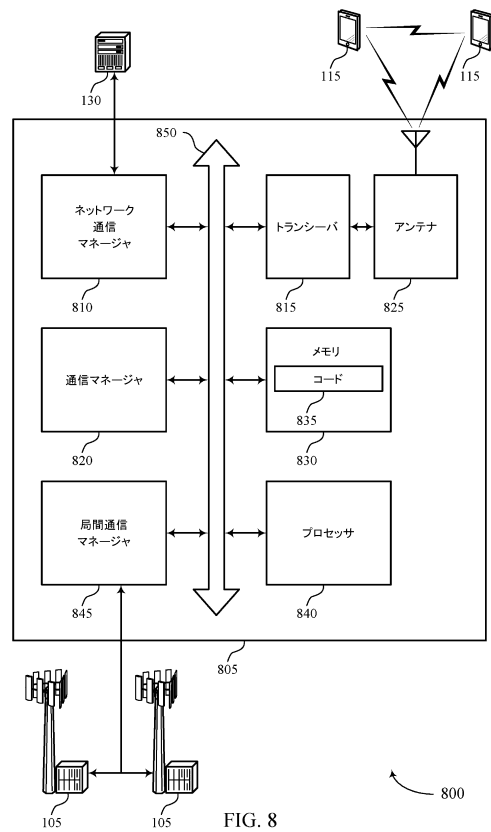 130
115
115
850
ネットワーク
通信
マネージャ
810
トランシーバ
815
アンテナ
825
通信マネージャ
820
メモリ
コード
835
830
局間通信
マネージャ
845
プロセッサ
840
805
105
105
800
FIG. 8